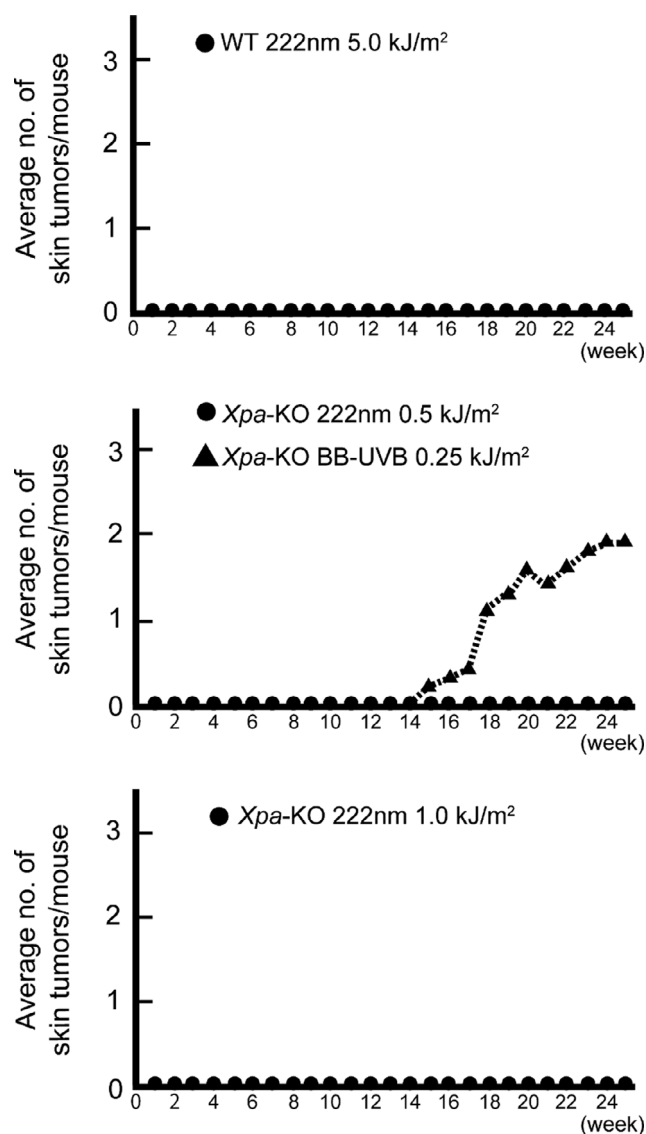 Average no. of
skin tumors/mouse
WT 222nm 5.0 kJ/m²
3
2
1
0
0 2 4 6 8 10 12 14 16 18 20 22 24
(week)
Average no. of
skin tumors/mouse
Xpa-KO 222nm 0.5 kJ/m²
Xpa-KO BB-UVB 0.25 kJ/m²
3
2
1
0
0 2 4 6 8 10 12 14 16 18 20 22 24
(week)
Average no. of
skin tumors/mouse
Xpa-KO 222nm 1.0 kJ/m²
3
2
1
0
0 2 4 6 8 10 12 14 16 18 20 22 24
(week)